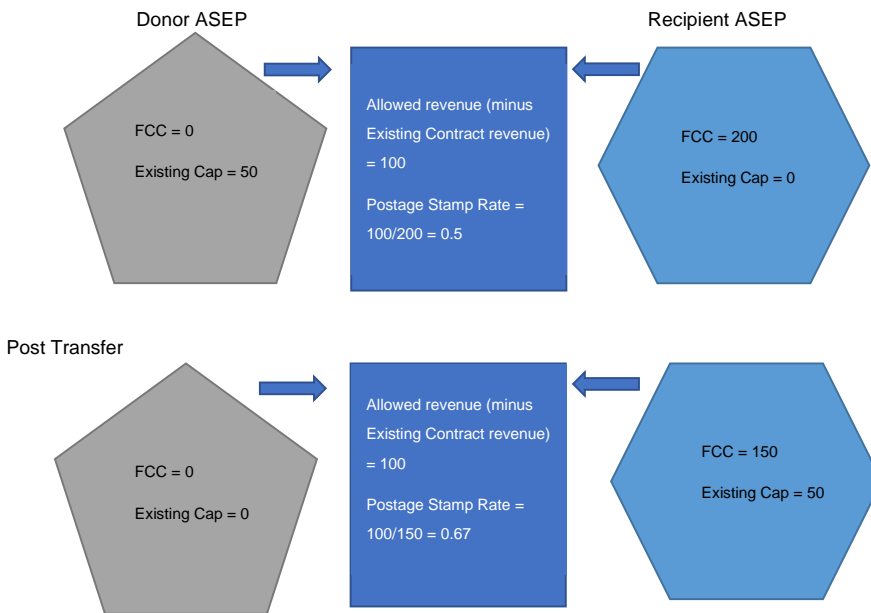 Donor ASEP
Recipient ASEP
FCC = 0
Existing Cap = 50
Allowed revenue (minus
Existing Contract revenue)
= 100
Postage Stamp Rate =
100/200 = 0.5
FCC = 200
Existing Cap = 0
Post Transfer
FCC = 0
Existing Cap = 0
Allowed revenue (minus
Existing Contract revenue)
= 100
Postage Stamp Rate =
100/150 = 0.67
FCC = 150
Existing Cap = 50